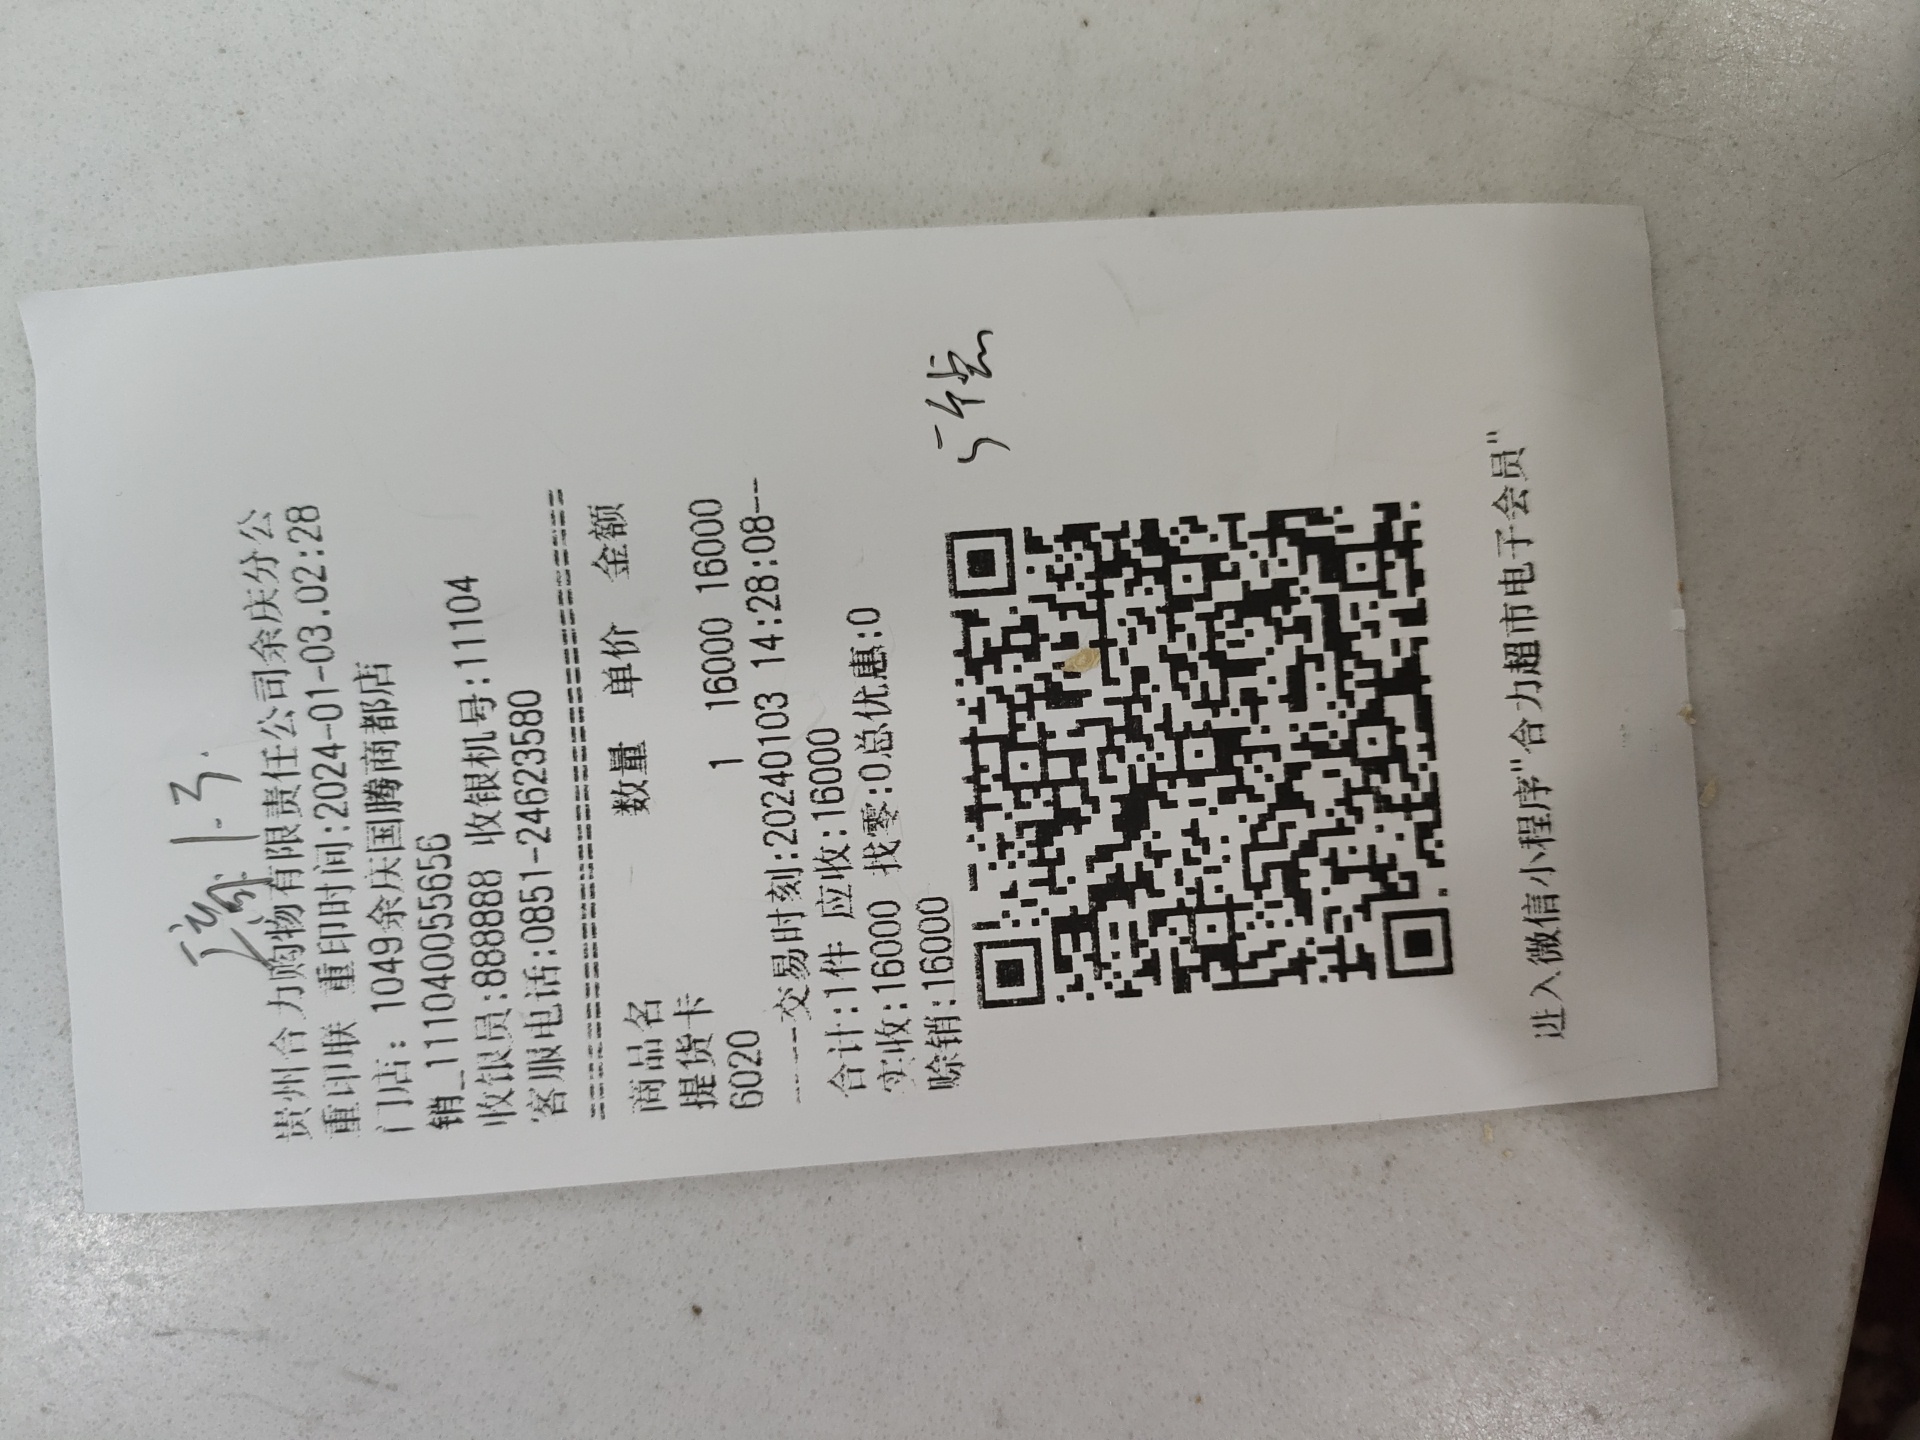 1.3.
贵州合力购物有限责任公司余庆分公
重印联 重印时间:2024-01-03.02:28
门店: 1049余庆国腾商都店
销_111040055656
收银员:888888 收银机号:11104
客服电话:0851-24623580
商品名 数量 单价 金额
提货卡 1 16000 16000
6020
-----交易时刻:20240103 14:28:08---
合计:1件 应收:16000
实收:16000 找零:0总优惠:0
赊销:16000
进入微信小程序"合力超市电子会员"